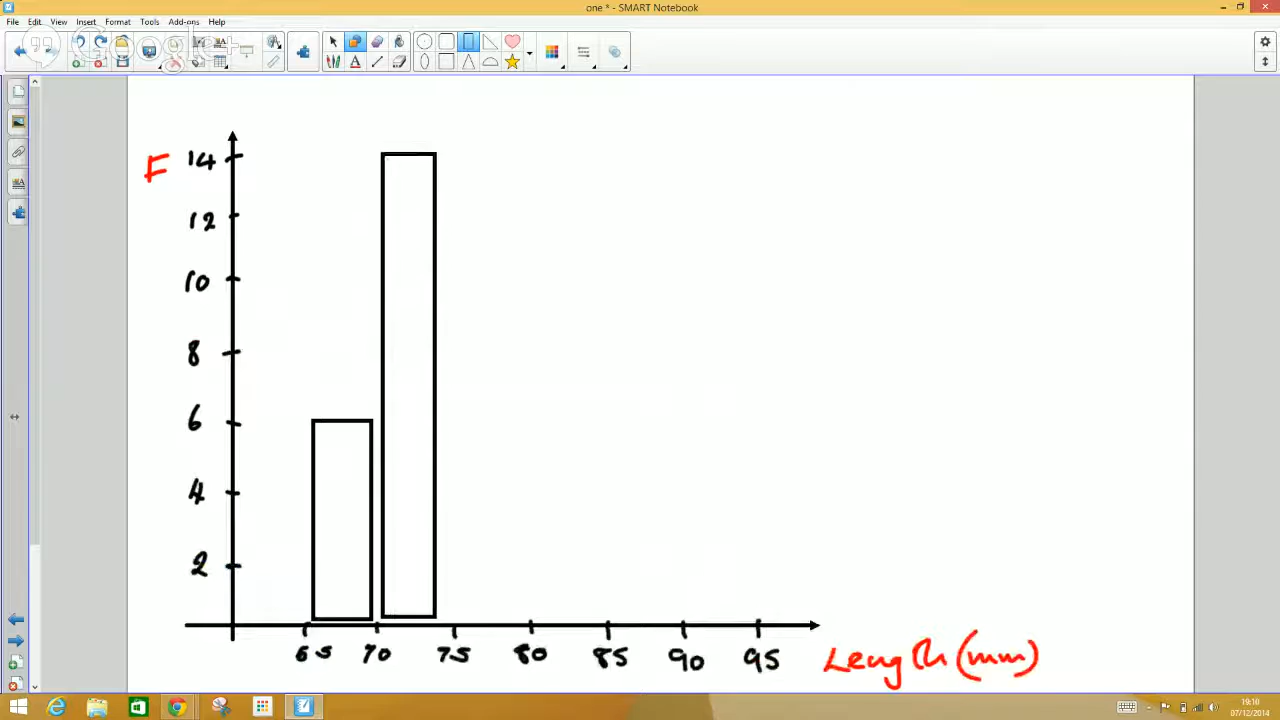 one * - SMART Notebook
File Edit View Insert Format Tools Add-ons Help
Google+
F
14
12
10
8
6
4
2
65 70 75 80 85 90 95
Length (mm)
19:10
07/12/2014